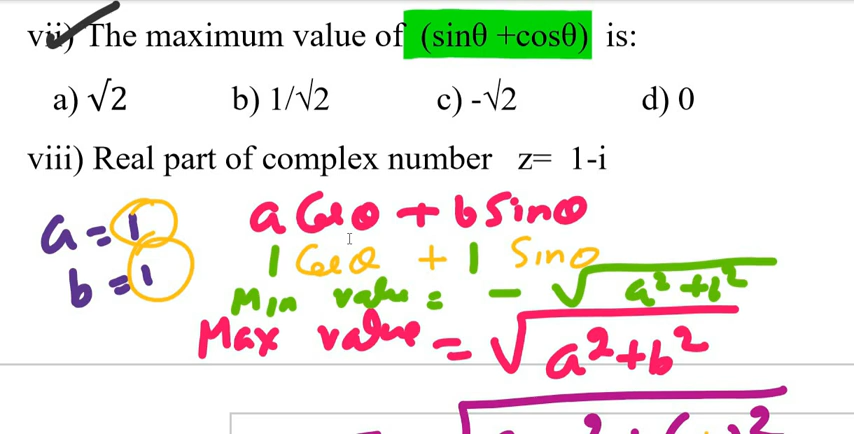 vii) The maximum value of (sinθ +cosθ) is:
a) √2 b) 1/√2 c) -√2 d) 0
viii) Real part of complex number z= 1-i
a = 1 a Cosθ + b Sinθ
b = 1 1 Cosθ + 1 Sinθ
Min value = - √a² + b²
Max value = √a² + b²